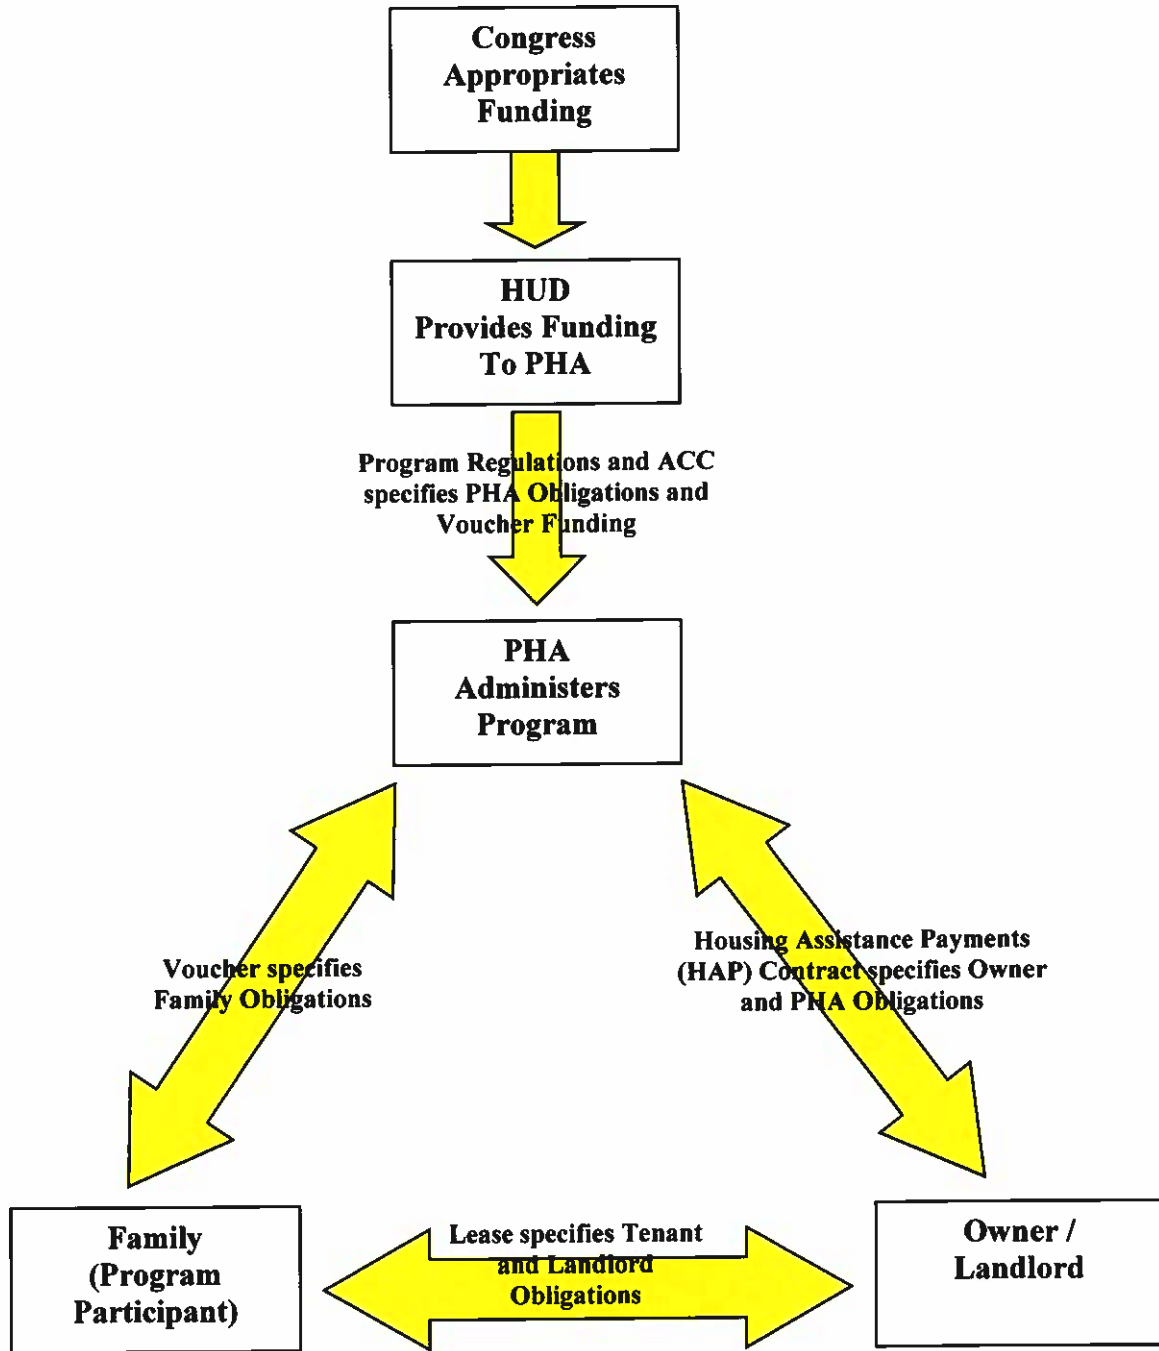 Congress
Appropriates
Funding
HUD
Provides Funding
To PHA
Program Regulations and ACC
specifies PHA Obligations and
Voucher Funding
PHA
Administers
Program
Voucher specifies
Family Obligations
Housing Assistance Payments
(HAP) Contract specifies Owner
and PHA Obligations
Family
(Program
Participant)
Lease specifies Tenant
and Landlord
Obligations
Owner /
Landlord